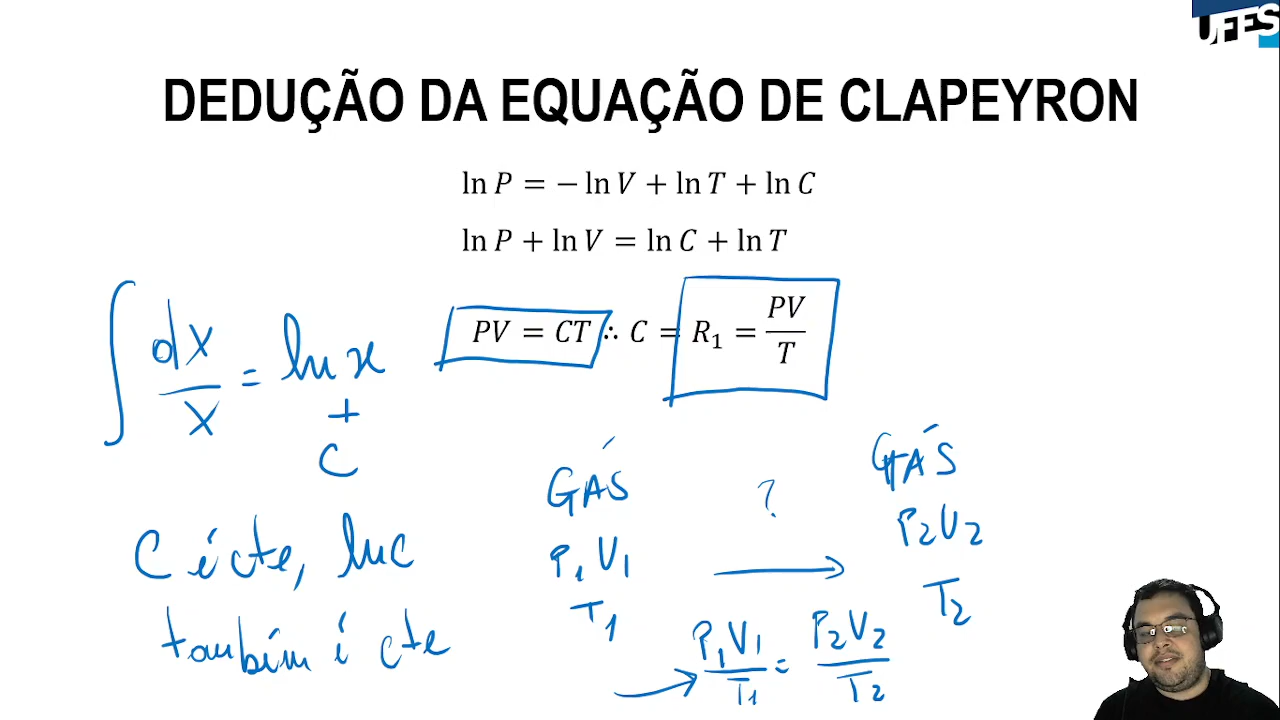 UFES
DEDUÇÃO DA EQUAÇÃO DE CLAPEYRON
ln P = − ln V + ln T + ln C
ln P + ln V = ln C + ln T
PV = CT ∴ C = R₁ = PV/T
∫ dx/x = ln x + C
C é cte, ln c
também é cte
GÁS
P₁V₁
T₁
?
→
GÁS
P₂V₂
T₂
→ P₁V₁/T₁ = P₂V₂/T₂